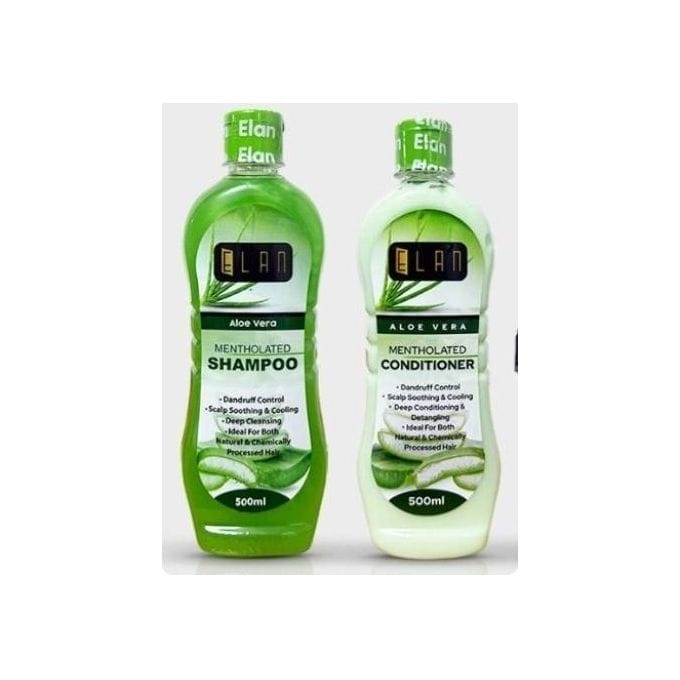 Elan
Elan
ELAN
Aloe Vera
MENTHOLATED
SHAMPOO
• Dandruff Control
• Scalp Soothing & Cooling
• Deep Cleansing
• Ideal For Both
Natural & Chemically
Processed Hair
500ml
Elan
Elan
Elan
ELAN
ALOE VERA
MENTHOLATED
CONDITIONER
• Dandruff Control
• Scalp Soothing & Cooling
• Deep Conditioning &
Detangling
• Ideal For Both
Natural & Chemically
Processed Hair
500ml